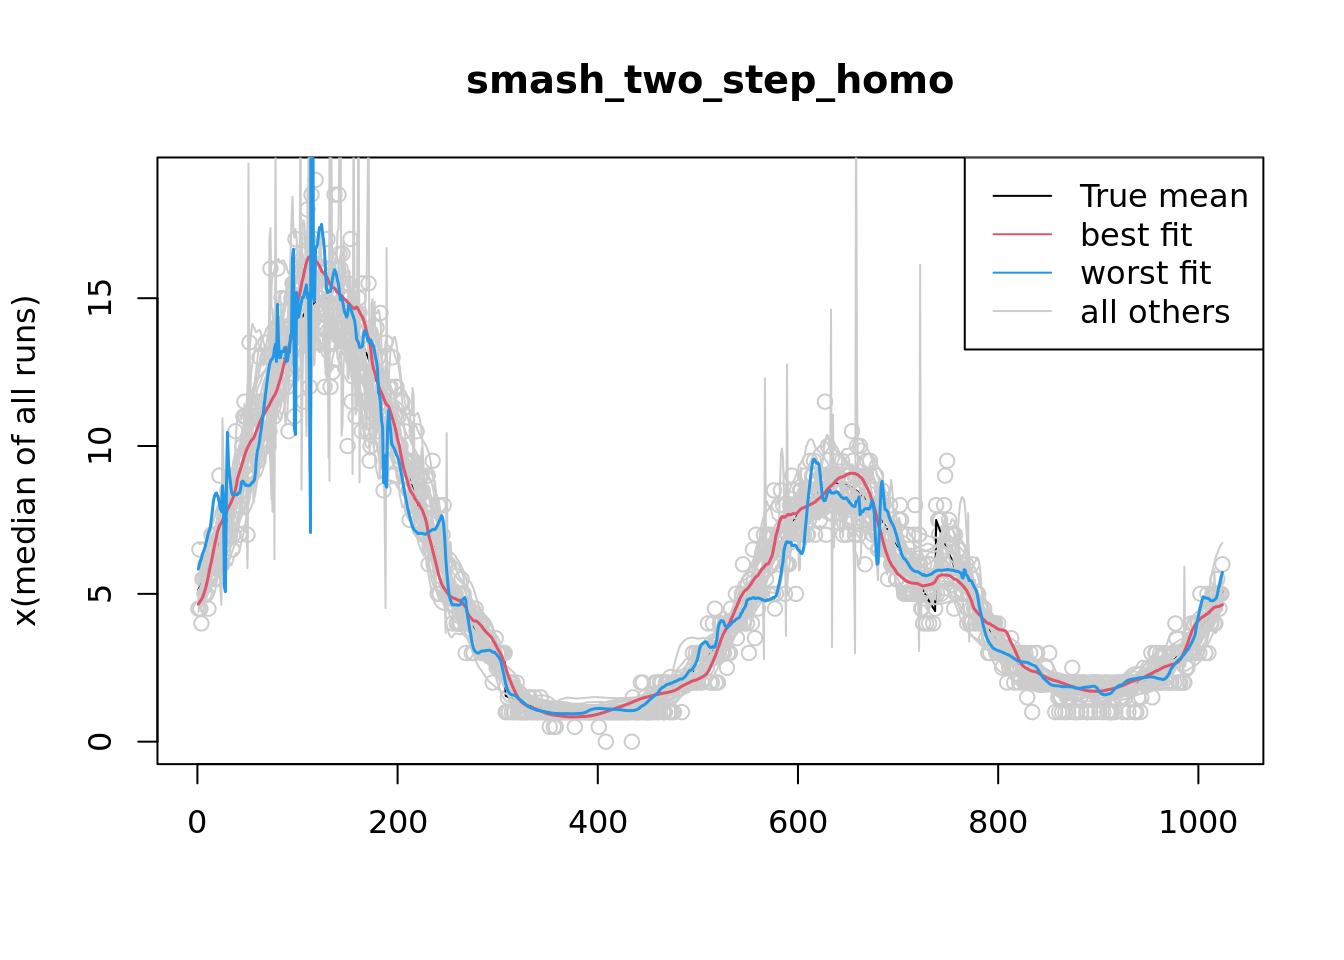 smash_two_step_homo
x(median of all runs)
15
10
5
0
True mean
best fit
worst fit
all others
0 200 400 600 800 1000